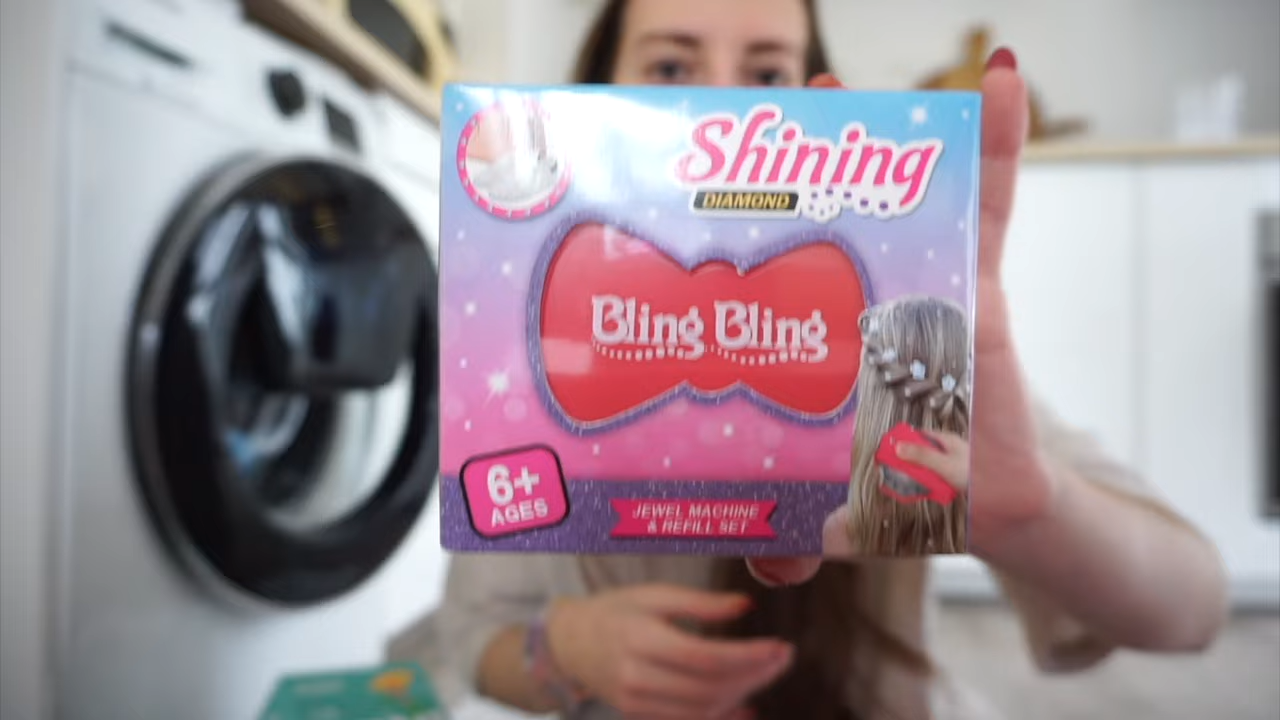 Shining
DIAMOND
Bling Bling
6+
AGES
JEWEL MACHINE
& REFILL SET